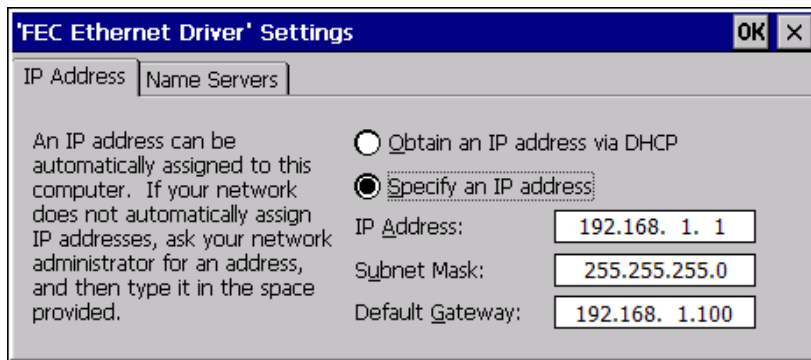 'FEC Ethernet Driver' Settings OK ×
IP Address Name Servers
An IP address can be
automatically assigned to this
computer. If your network
does not automatically assign
IP addresses, ask your network
administrator for an address,
and then type it in the space
provided.
Obtain an IP address via DHCP
Specify an IP address
IP Address: 192.168. 1. 1
Subnet Mask: 255.255.255.0
Default Gateway: 192.168. 1.100